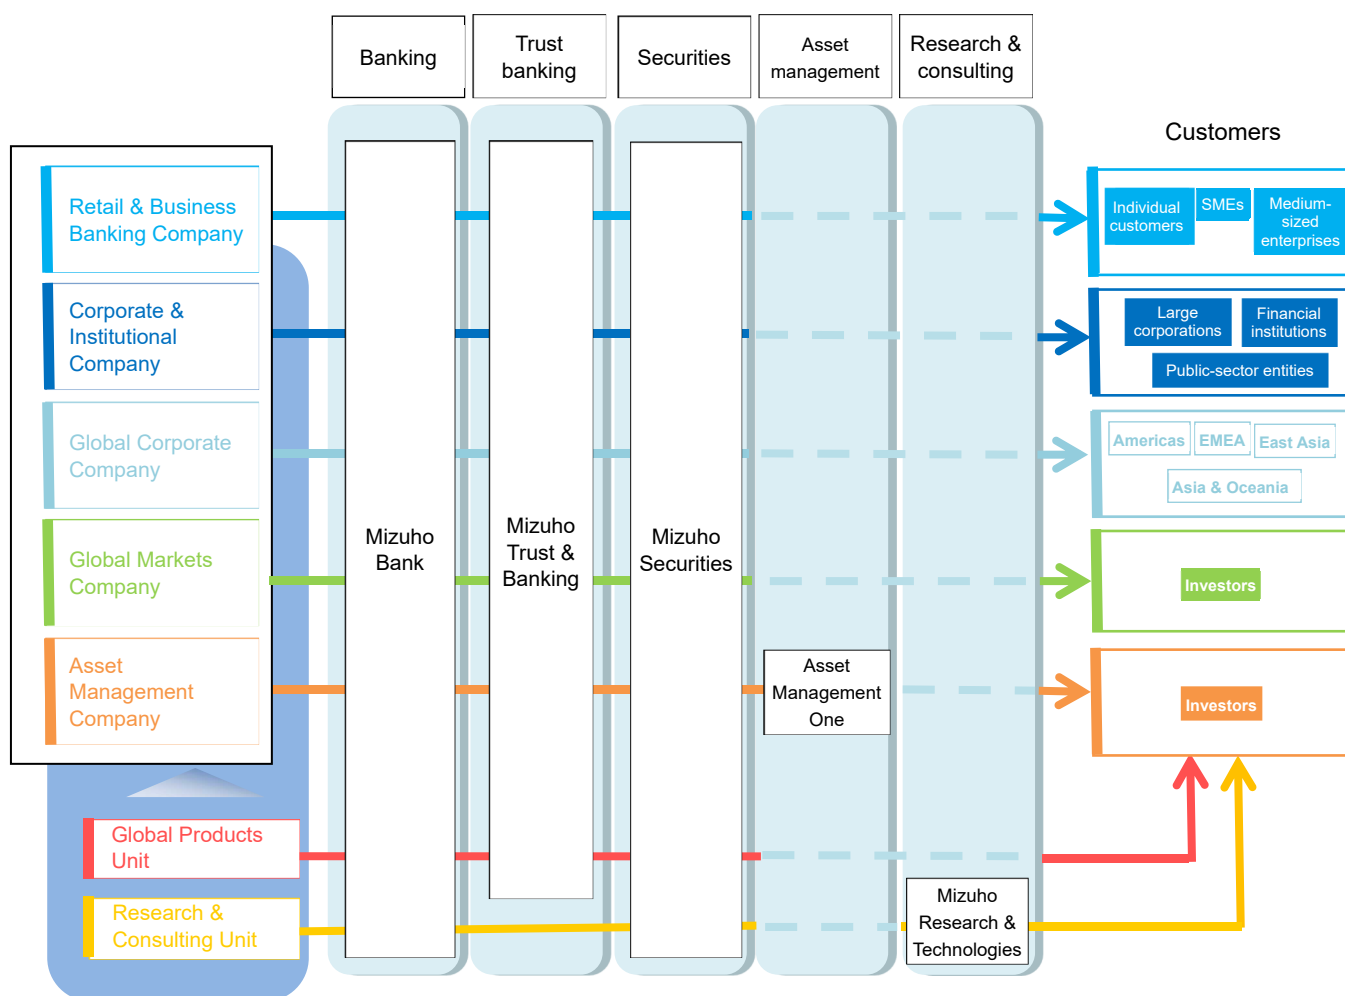 Banking
Trust
banking
Securities
Asset
management
Research &
consulting
Customers
Retail & Business
Banking Company
Individual
customers
SMEs
Medium-
sized
enterprises
Corporate &
Institutional
Company
Large
corporations
Financial
institutions
Public-sector entities
Global Corporate
Company
Americas
EMEA
East Asia
Asia & Oceania
Global Markets
Company
Mizuho
Bank
Mizuho
Trust &
Banking
Mizuho
Securities
Investors
Asset
Management
Company
Asset
Management
One
Investors
Global Products
Unit
Research &
Consulting Unit
Mizuho
Research &
Technologies